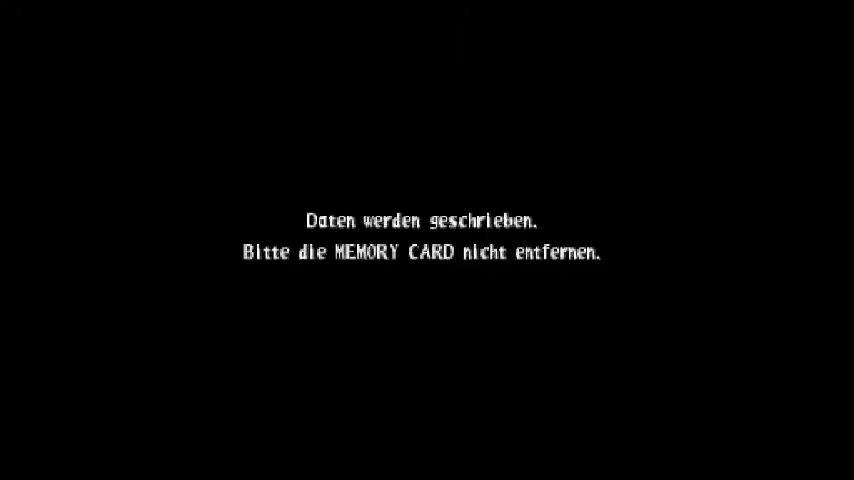 Daten werden geschrieben.
Bitte die MEMORY CARD nicht entfernen.